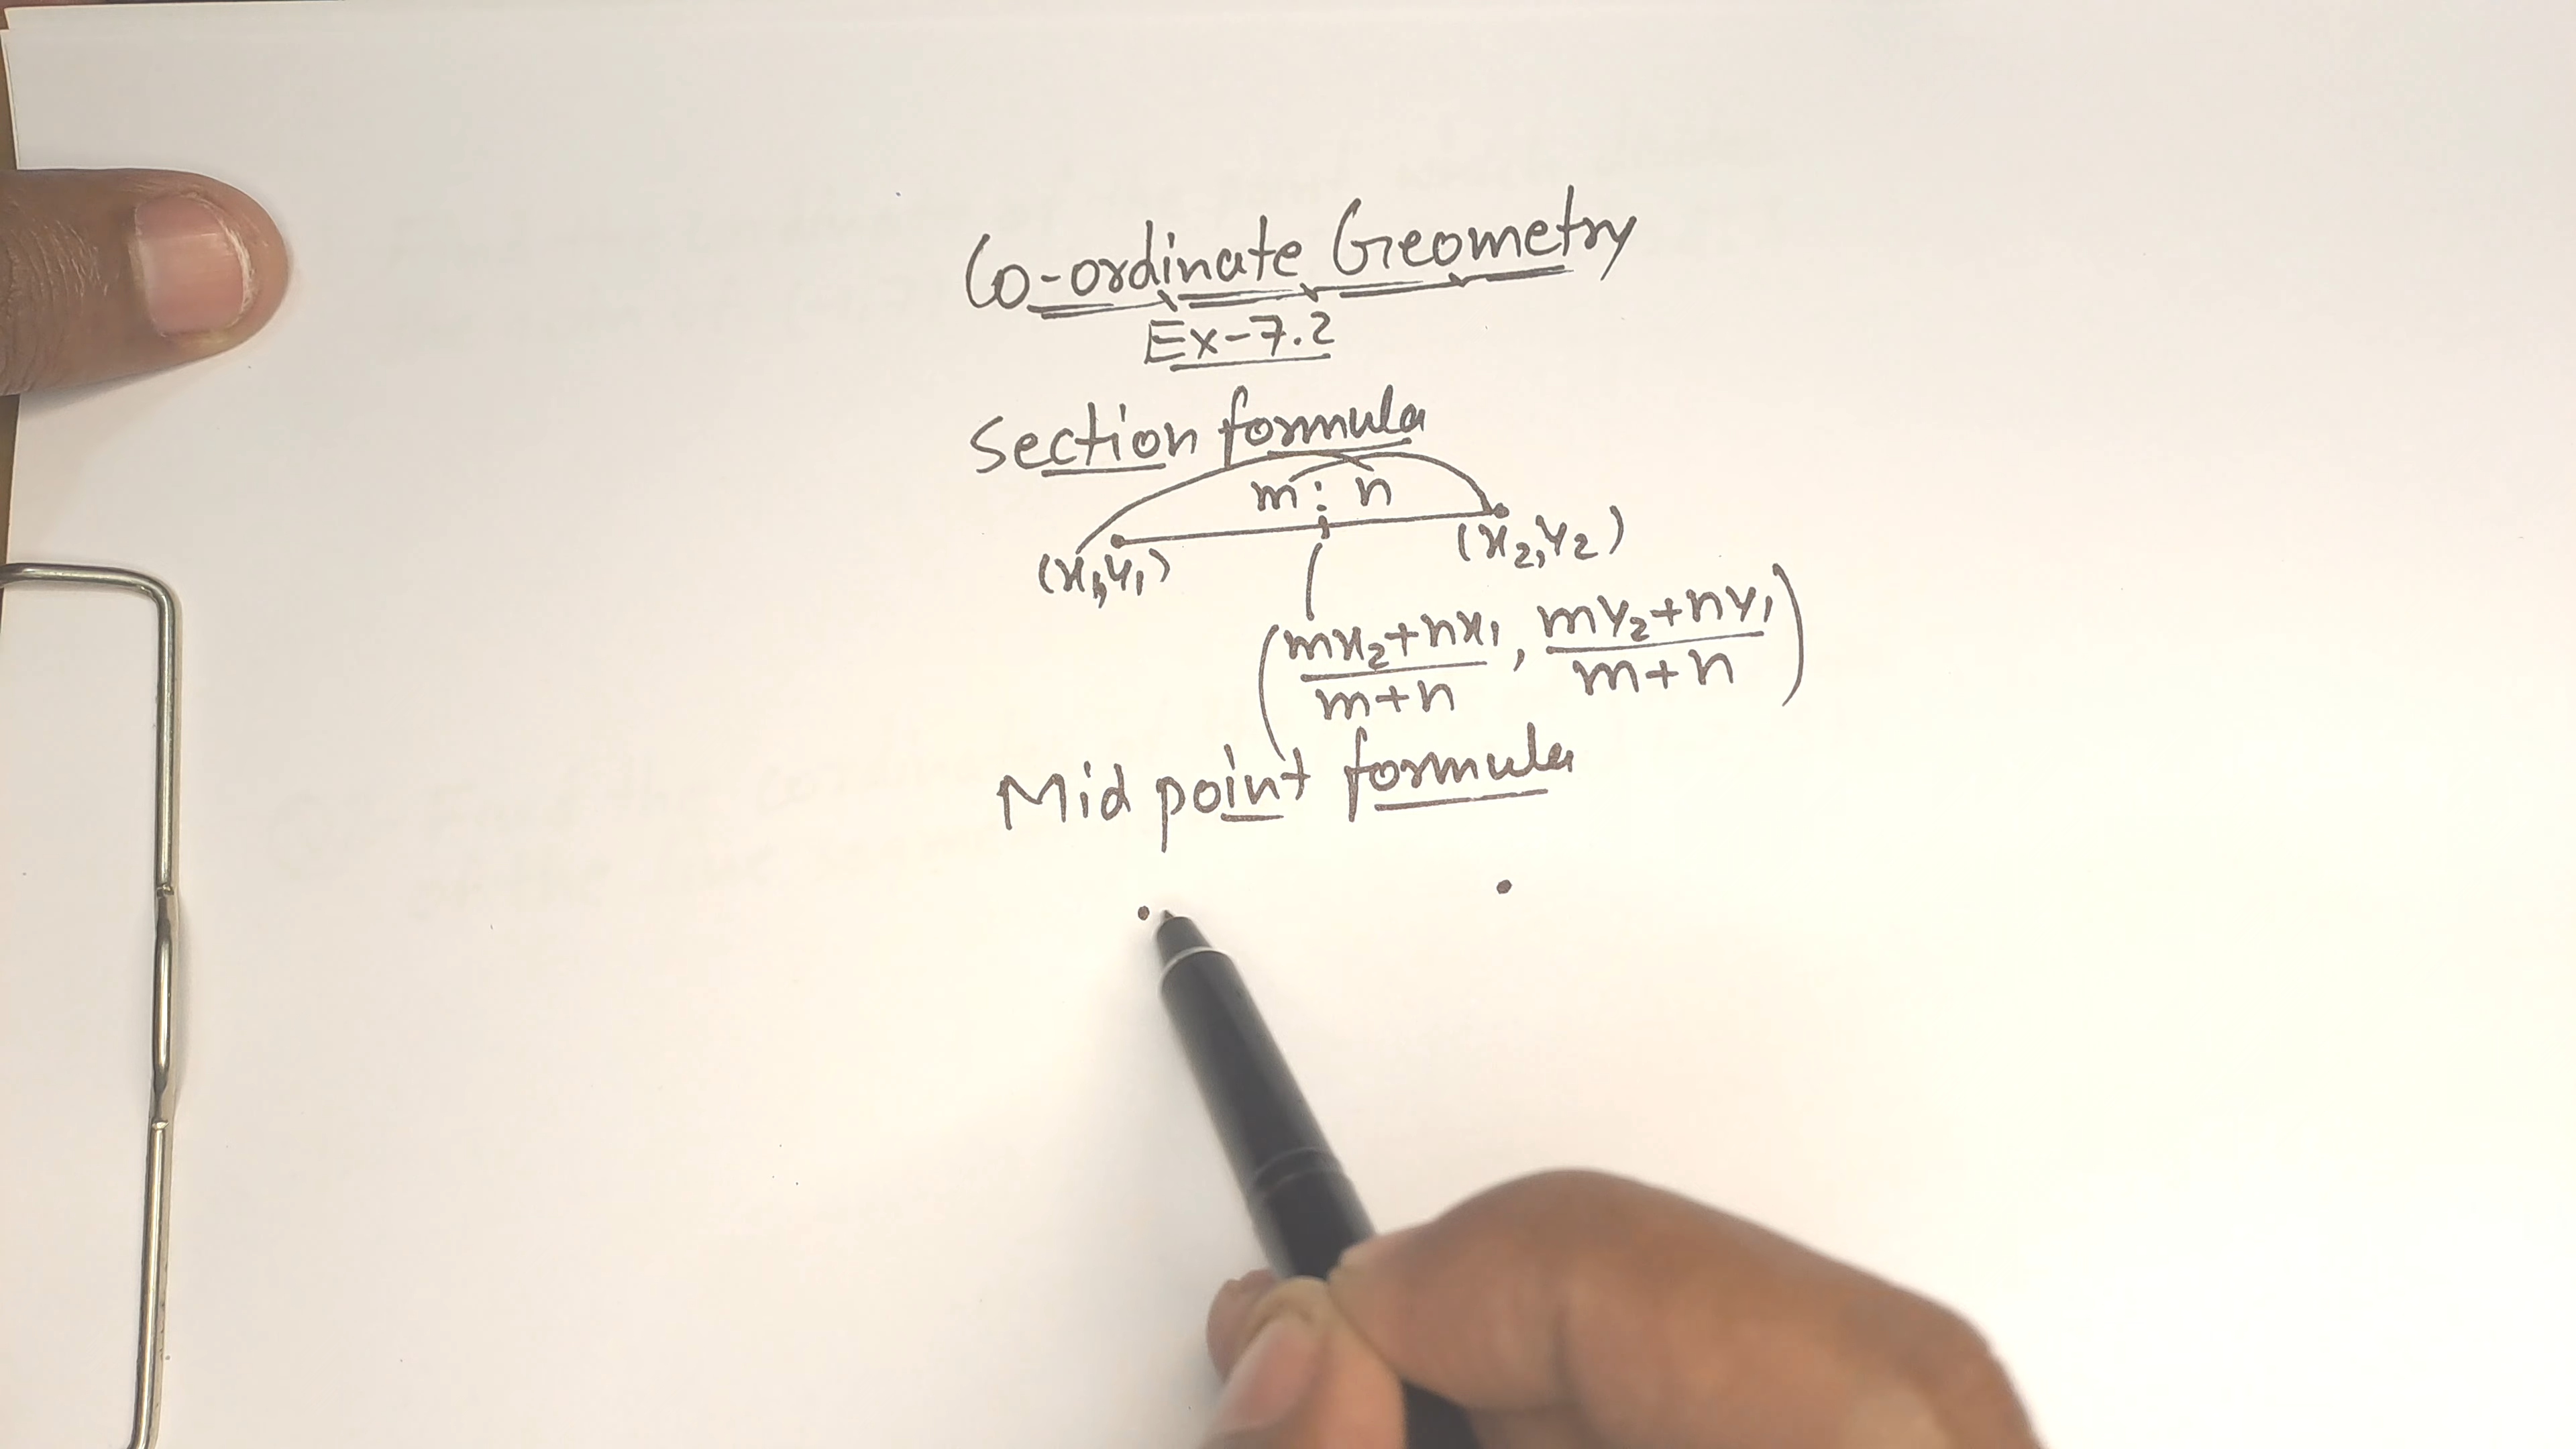 Co-ordinate Geometry
Ex-7.2
Section formula
m : n
(x₁,y₁) (x₂,y₂)
(mx₂+nx₁/m+n, my₂+ny₁/m+n)
Mid point formula